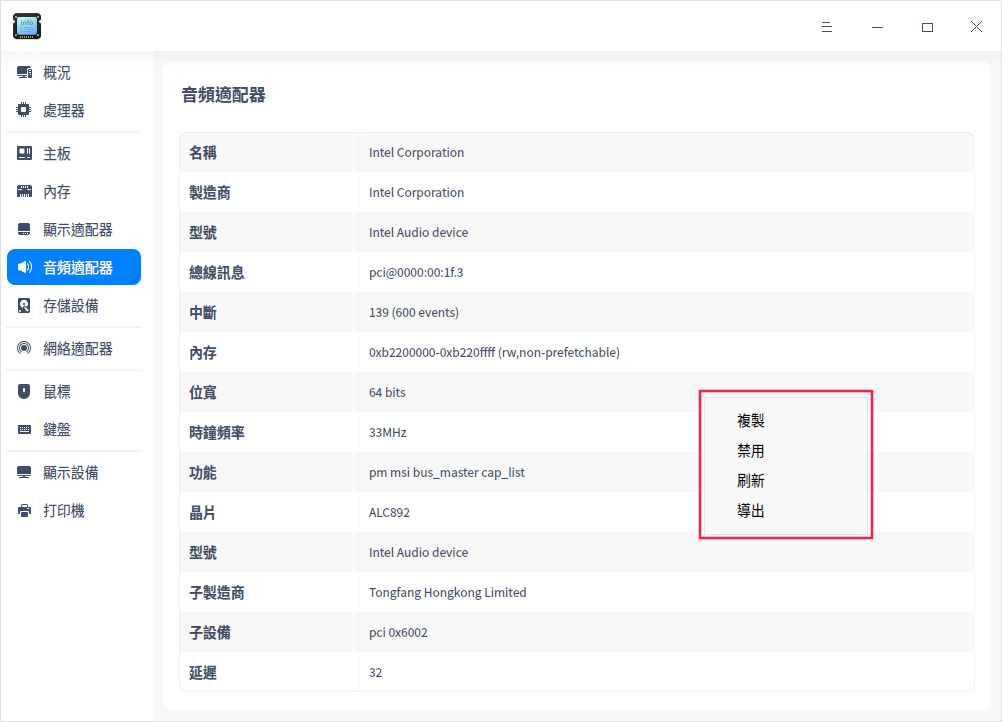 info
概況
處理器
主板
內存
顯示適配器
音頻適配器
存儲設備
網絡適配器
鼠標
鍵盤
顯示設備
打印機
音頻適配器
名稱 Intel Corporation
製造商 Intel Corporation
型號 Intel Audio device
總線訊息 pci@0000:00:1f.3
中斷 139 (600 events)
內存 0xb2200000-0xb220ffff (rw,non-prefetchable)
位寬 64 bits
時鐘頻率 33MHz
功能 pm msi bus_master cap_list
晶片 ALC892
型號 Intel Audio device
子製造商 Tongfang Hongkong Limited
子設備 pci 0x6002
延遲 32
複製
禁用
刷新
導出